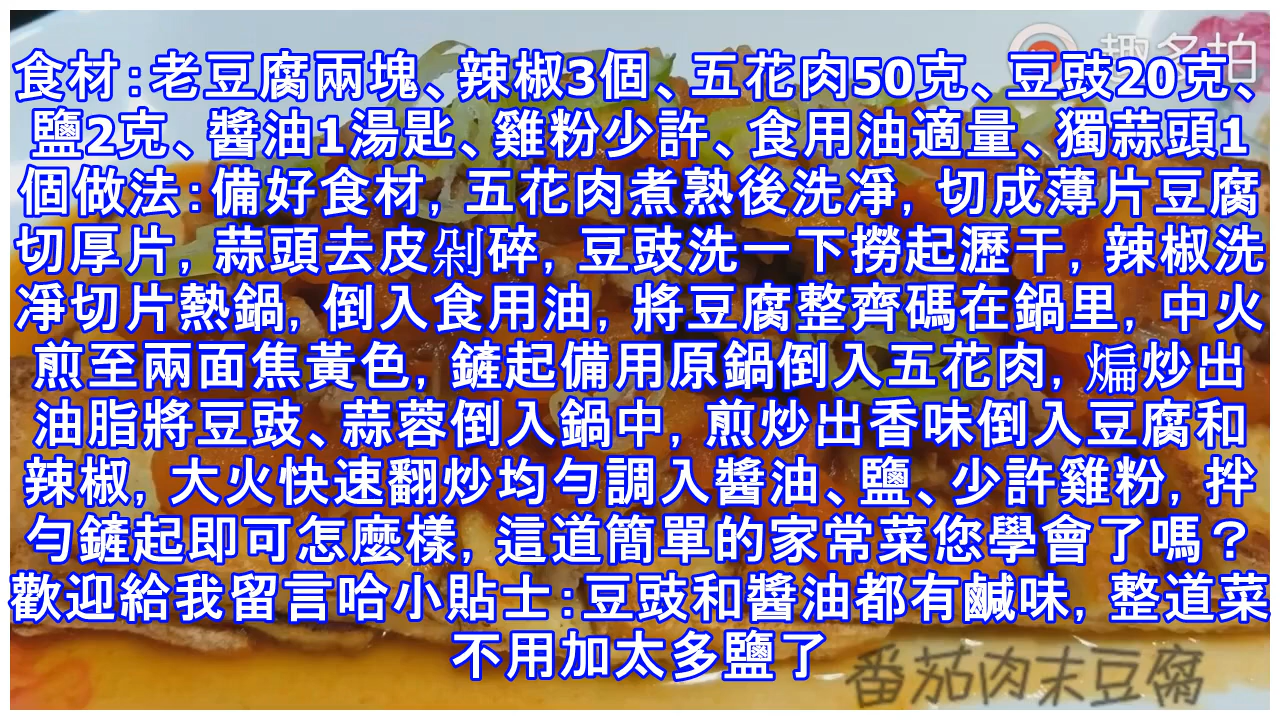 趣多拍
食材:老豆腐兩塊、辣椒3個、五花肉50克、豆豉20克、
鹽2克、醬油1湯匙、雞粉少許、食用油適量、獨蒜頭1
個做法:備好食材, 五花肉煮熟後洗凈, 切成薄片豆腐
切厚片, 蒜頭去皮剁碎, 豆豉洗一下撈起瀝干, 辣椒洗
凈切片熱鍋, 倒入食用油, 將豆腐整齊碼在鍋里, 中火
煎至兩面焦黃色, 鏟起備用原鍋倒入五花肉, 煸炒出
油脂將豆豉、蒜蓉倒入鍋中, 煎炒出香味倒入豆腐和
辣椒, 大火快速翻炒均勻調入醬油、鹽、少許雞粉, 拌
勻鏟起即可怎麼樣, 這道簡單的家常菜您學會了嗎?
歡迎給我留言哈小貼士:豆豉和醬油都有鹹味, 整道菜
不用加太多鹽了
番茄肉末豆腐